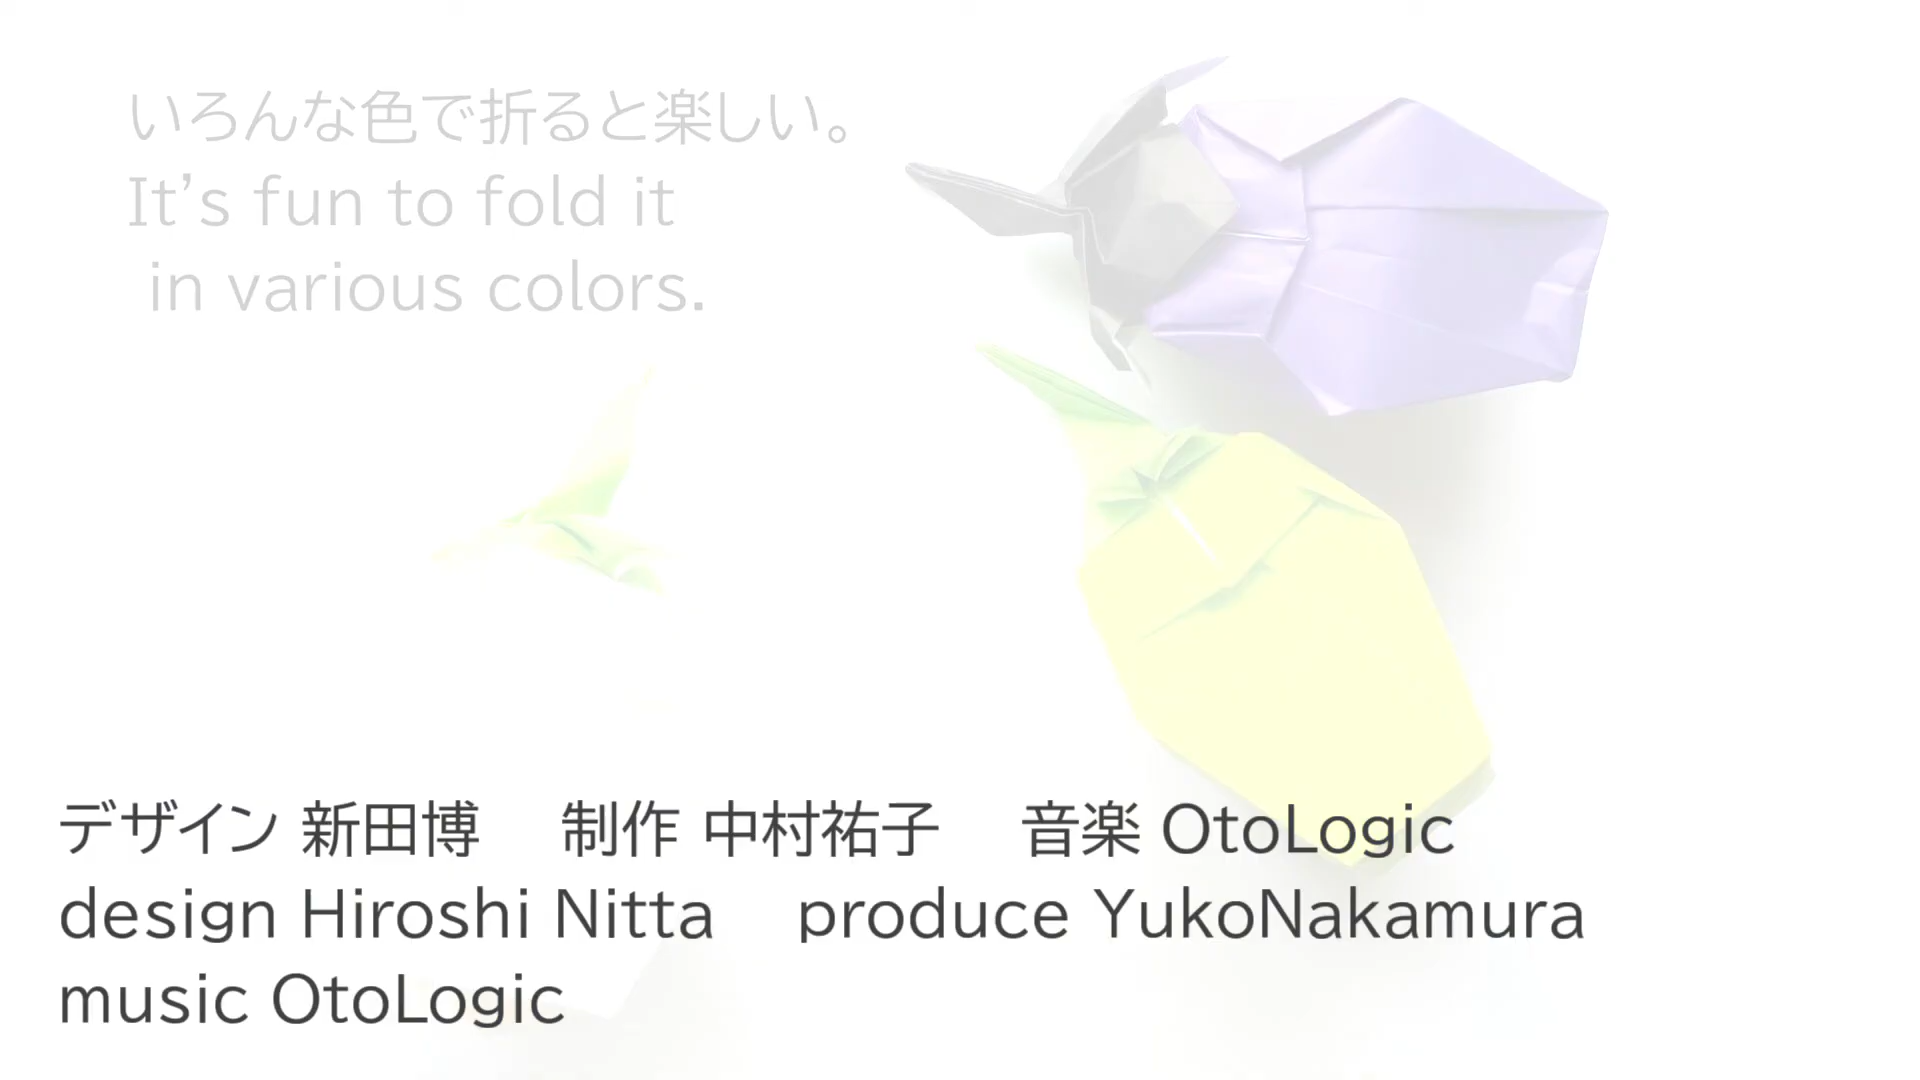 いろんな色で折ると楽しい。
It's fun to fold it
in various colors.
デザイン 新田博　制作 中村祐子　音楽 OtoLogic
design Hiroshi Nitta　produce YukoNakamura
music OtoLogic